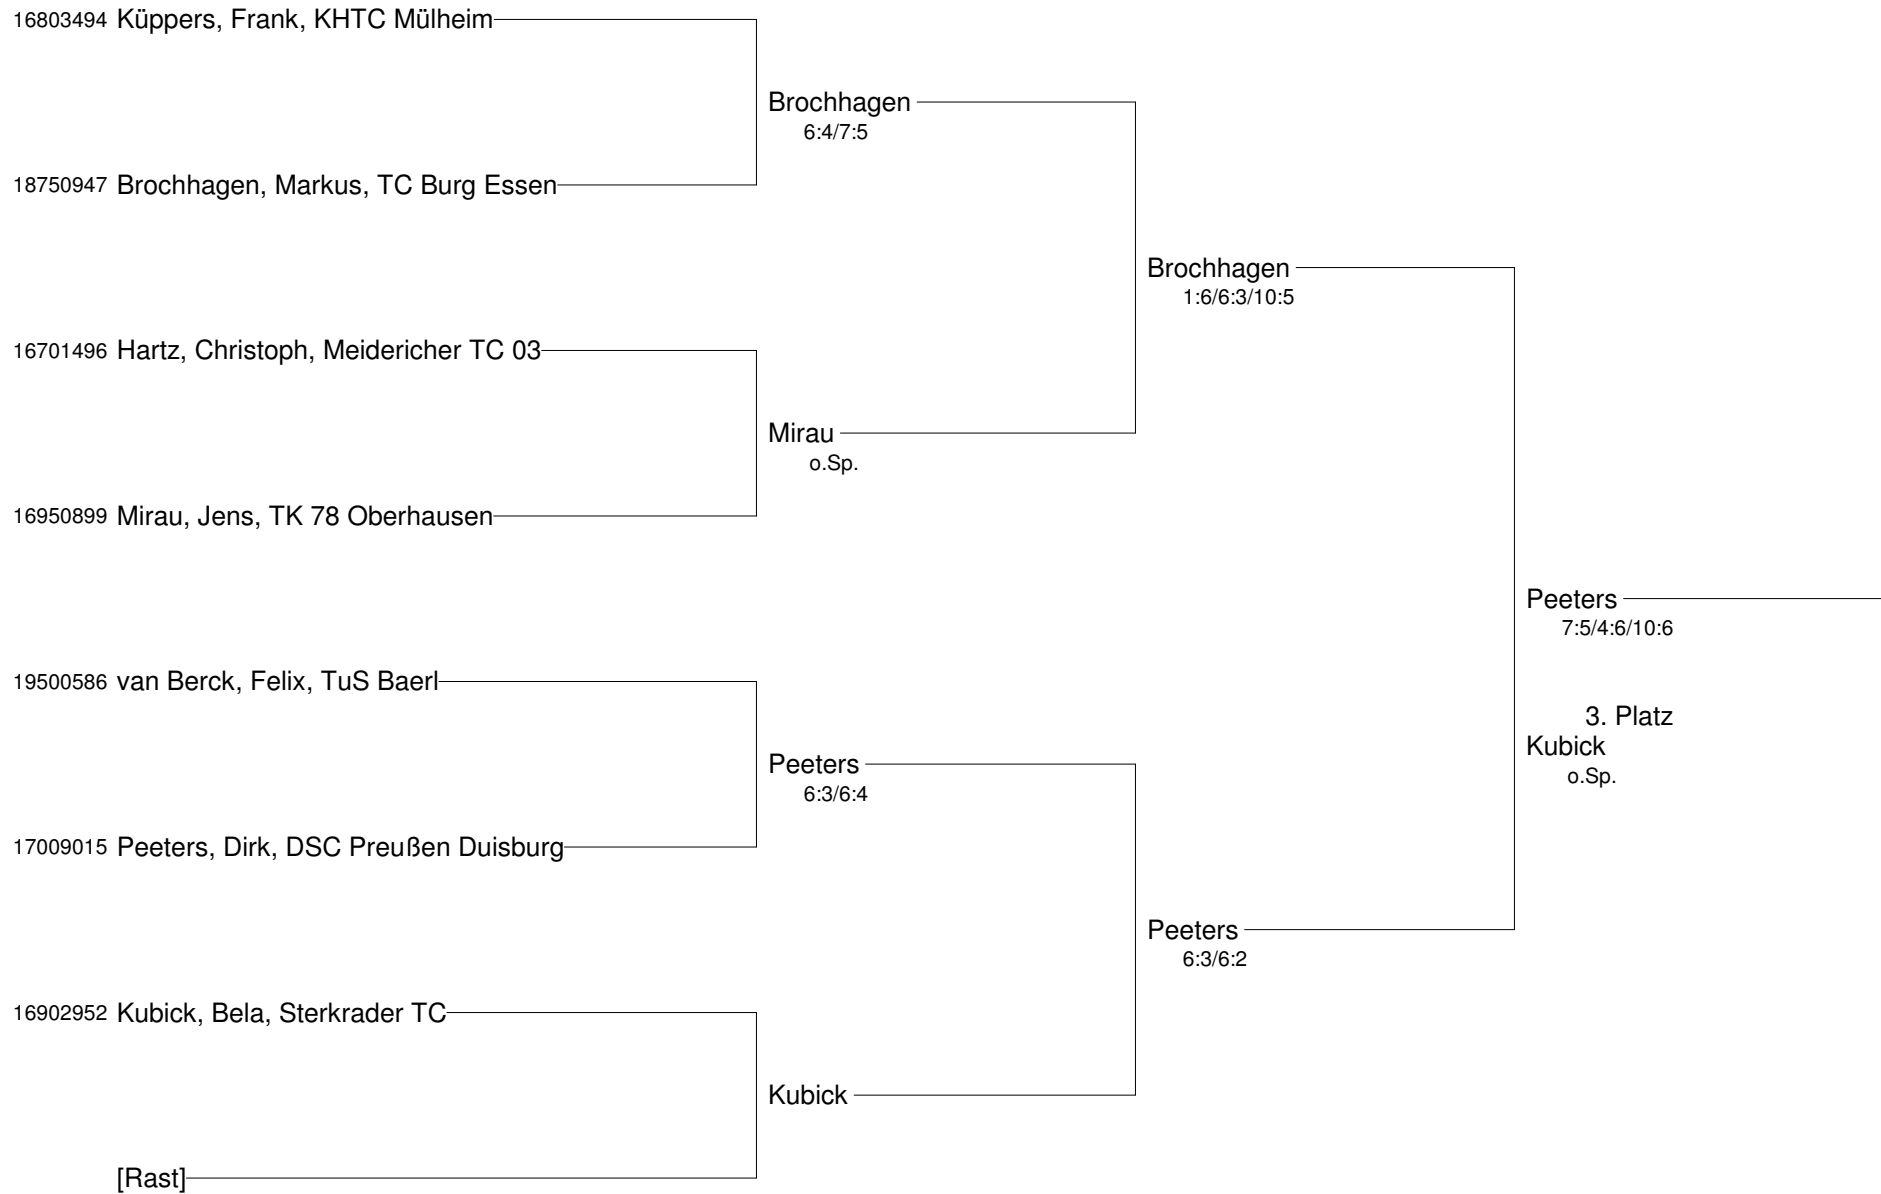 16803494 Küppers, Frank, KHTC Mülheim
Brochhagen
6:4/7:5
18750947 Brochhagen, Markus, TC Burg Essen
Brochhagen
1:6/6:3/10:5
16701496 Hartz, Christoph, Meidericher TC 03
Mirau
o.Sp.
16950899 Mirau, Jens, TK 78 Oberhausen
Peeters
7:5/4:6/10:6
19500586 van Berck, Felix, TuS Baerl
3. Platz
Kubick
o.Sp.
Peeters
6:3/6:4
17009015 Peeters, Dirk, DSC Preußen Duisburg
Peeters
6:3/6:2
16902952 Kubick, Bela, Sterkrader TC
Kubick
[Rast]